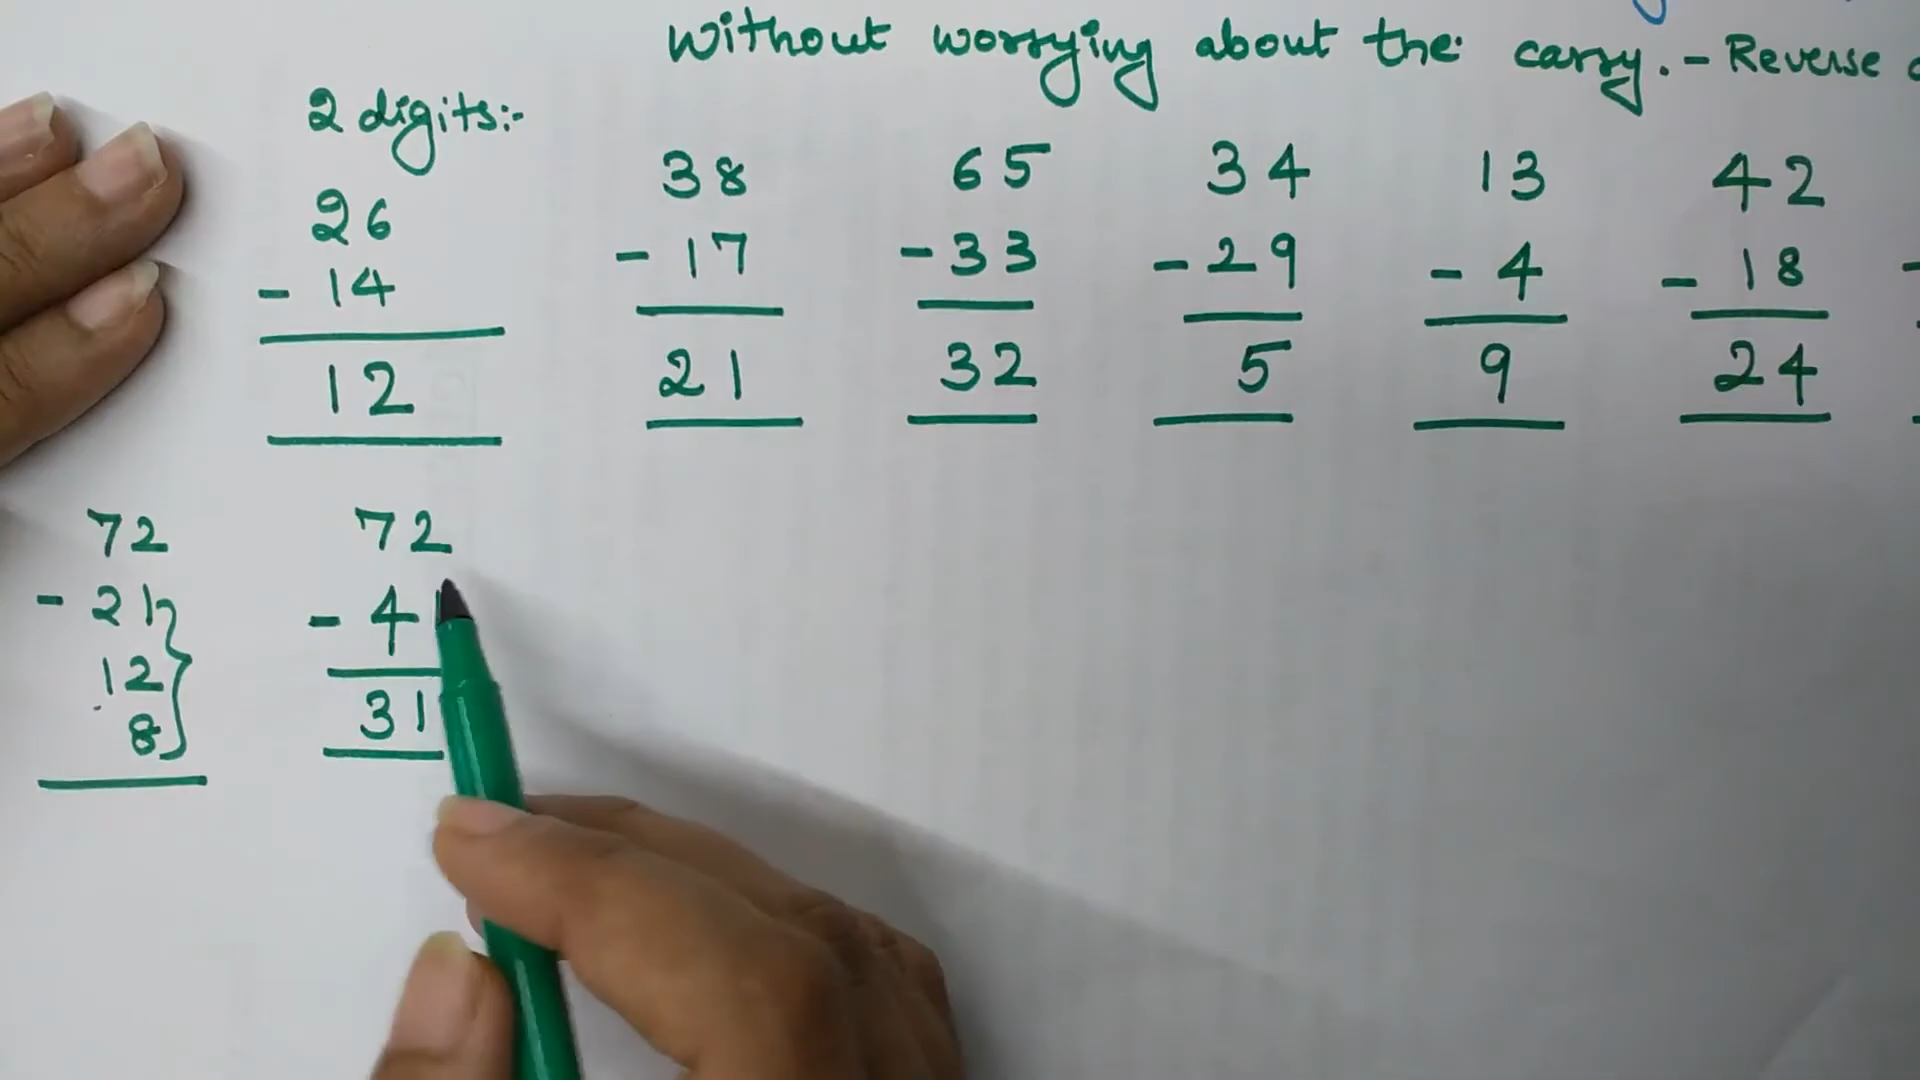 without worrying about the carry. - Reverse
2 digits:-
26 38 65 34 13 42
- 14 - 17 - 33 - 29 - 4 - 18
12 21 32 5 9 24
72 72
- 21 - 41
12 31
8